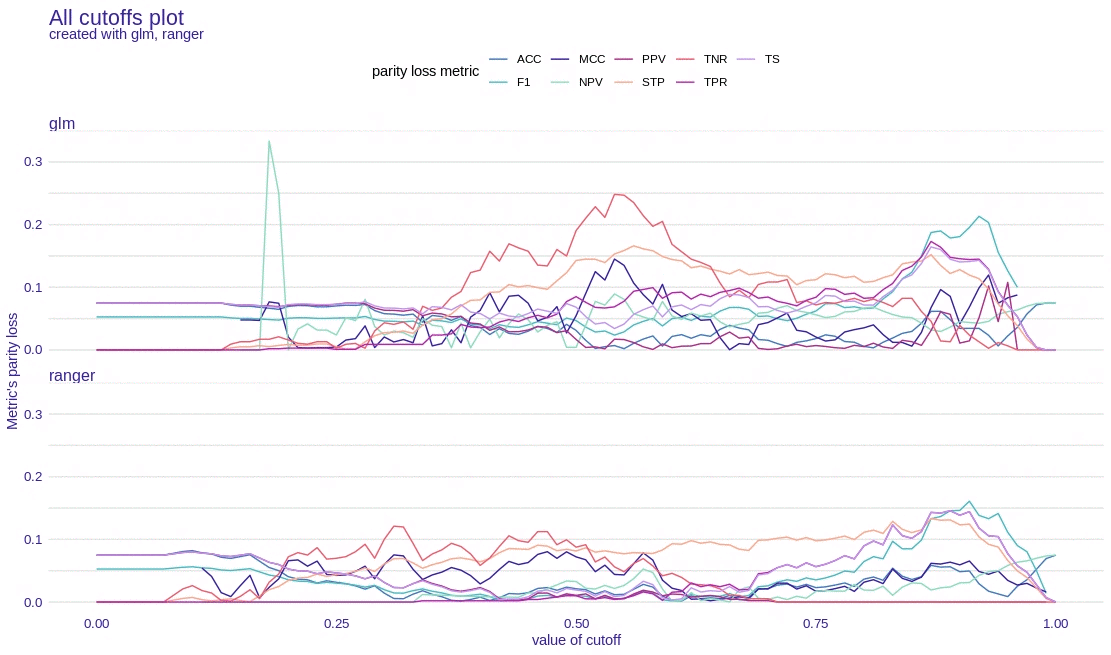 All cutoffs plot
created with glm, ranger
parity loss metric
ACC MCC PPV TNR TS
F1 NPV STP TPR
glm
0.3
0.2
0.1
0.0
ranger
0.3
0.2
0.1
0.0
Metric's parity loss
0.00 0.25 0.50 0.75 1.00
value of cutoff